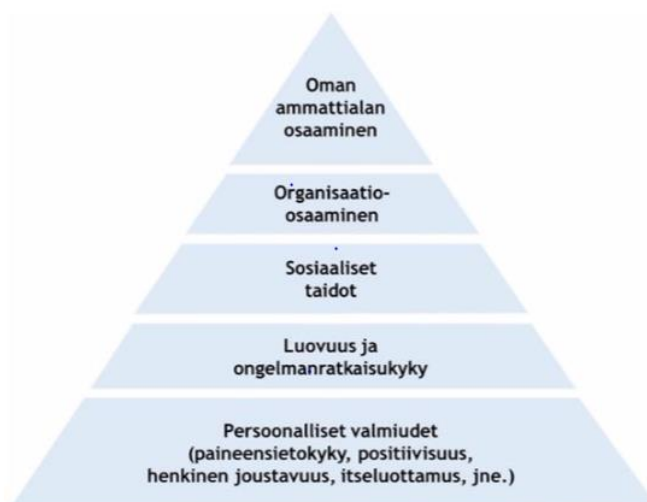 Oman
ammattialan
osaaminen
Organisaatio-
osaaminen
Sosiaaliset
taidot
Luovuus ja
ongelmanratkaisukyky
Persoonalliset valmiudet
(paineensietokyky, positiivisuus,
henkinen joustavuus, itseluottamus, jne.)